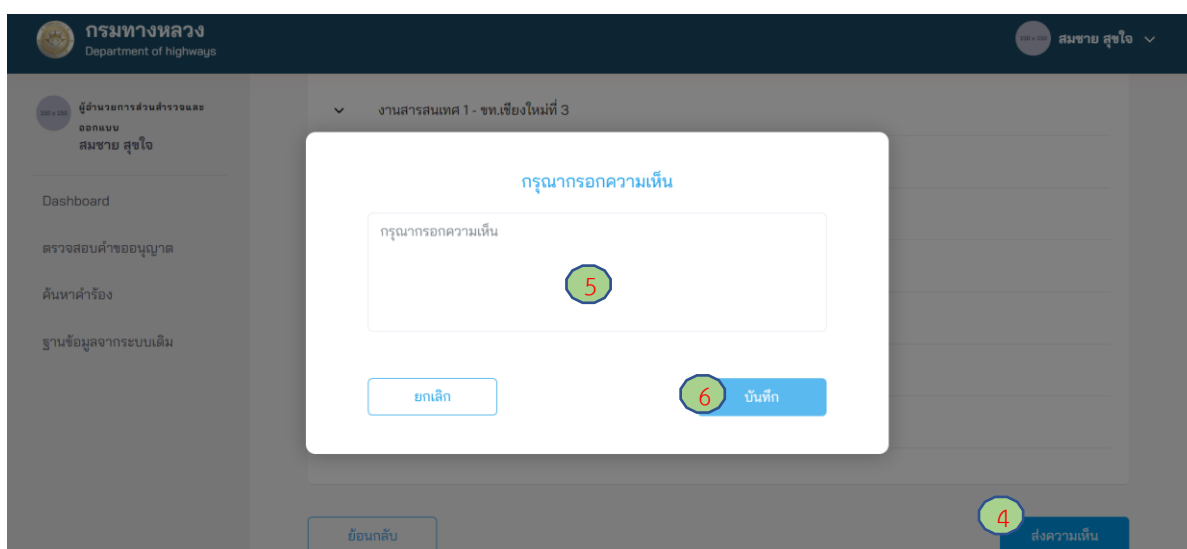 กรมทางหลวง
Department of highways
สมชาย สุขใจ
ผู้อำนวยการส่วนสำรวจและ
ออกแบบ
สมชาย สุขใจ
Dashboard
ตรวจสอบคำขออนุญาต
ค้นหาคำร้อง
ฐานข้อมูลจากระบบเดิม
งานสารสนเทศ 1 - ขท.เชียงใหม่ที่ 3
กรุณากรอกความเห็น
กรุณากรอกความเห็น
5
ยกเลิก
6 บันทึก
4
ย้อนกลับ
ส่งความเห็น